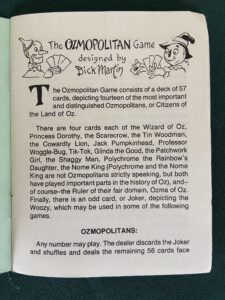 The OZMOPOLITAN Game
designed by
Dick Martin
The Ozmopolitan Game consists of a deck of 57
cards, depicting fourteen of the most important
and distinguished Ozmopolitans, or Citizens of
the Land of Oz.
There are four cards each of the Wizard of Oz,
Princess Dorothy, the Scarecrow, the Tin Woodman,
the Cowardly Lion, Jack Pumpkinhead, Professor
Woggle-Bug, Tik-Tok, Glinda the Good, the Patchwork
Girl, the Shaggy Man, Polychrome the Rainbow's
Daughter, the Nome King (Polychrome and the Nome
King are not Ozmopolitans strictly speaking, but both
have played important parts in the history of Oz), and–
of course–the Ruler of their fair domain, Ozma of Oz.
Finally, there is an odd card, or Joker, depicting the
Woozy, which may be used in some of the following
games.
OZMOPOLITANS:
Any number may play. The dealer discards the Joker
and shuffles and deals the remaining 56 cards face